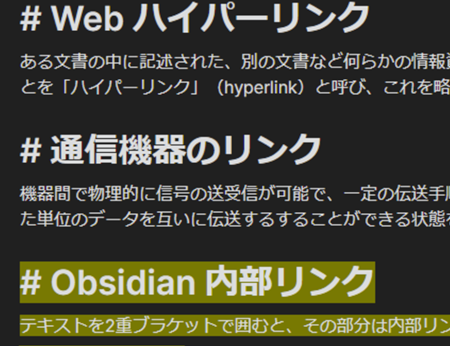 # Web ハイパーリンク
ある文書の中に記述された、別の文書など何らかの情報
とを「ハイパーリンク」（hyperlink）と呼び、これを略
# 通信機器のリンク
機器間で物理的に信号の送受信が可能で、一定の伝送手
た単位のデータを互いに伝送するすることができる状態
# Obsidian 内部リンク
テキストを2重ブラケットで囲むと、その部分は内部リン